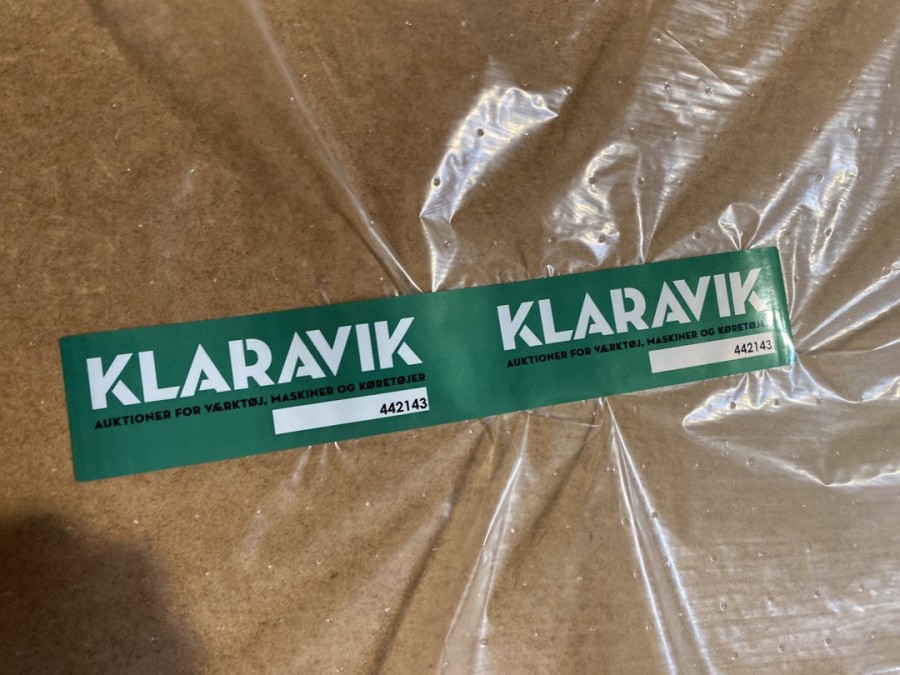 KLARAVIK
AUKTIONER FOR VÆRKTØJ, MASKINER OG KØRETØJER
442143
KLARAVIK
AUKTIONER FOR VÆRKTØJ, MASKINER OG KØRETØJER
442143